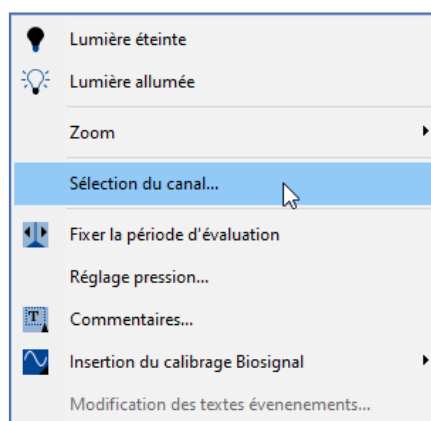 Lumière éteinte
Lumière allumée
Zoom
Sélection du canal...
Fixer la période d'évaluation
Réglage pression...
T
Commentaires...
Insertion du calibrage Biosignal
Modification des textes évenenements...